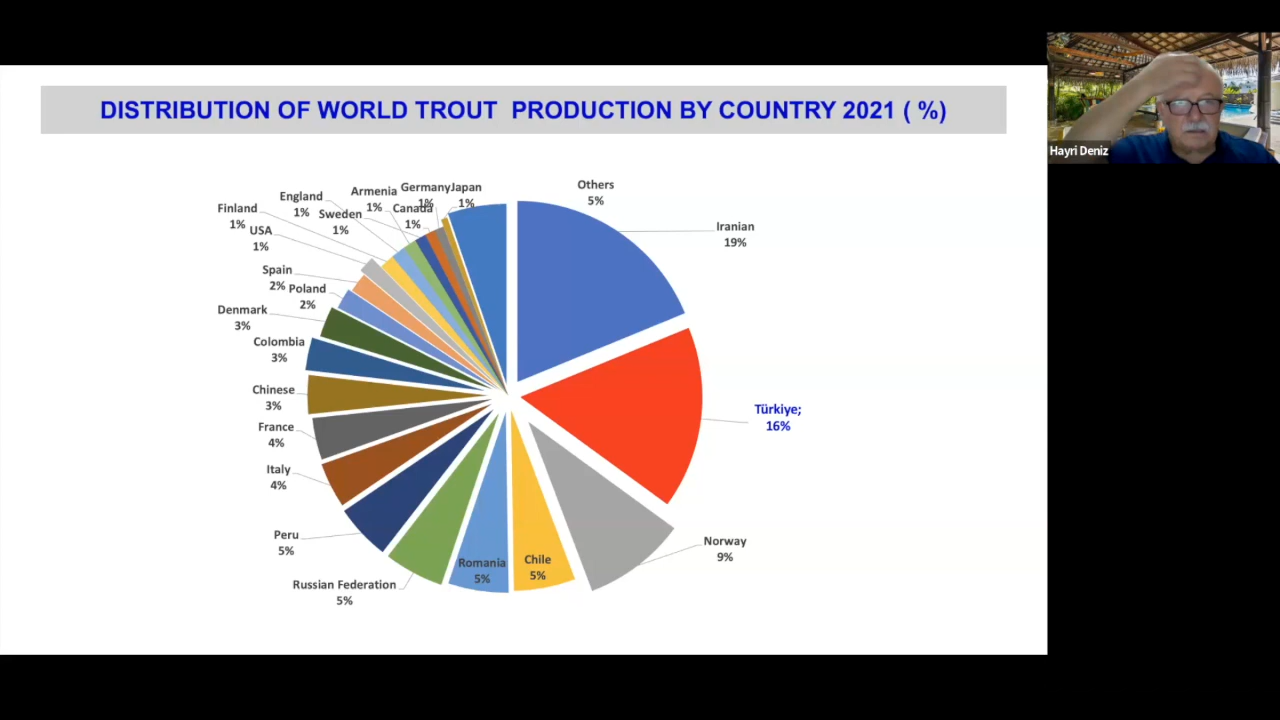 DISTRIBUTION OF WORLD TROUT PRODUCTION BY COUNTRY 2021 ( %)
Hayri Deniz
Others
5%
Iranian
19%
Türkiye;
16%
Norway
9%
Chile
5%
Romania
5%
Russian Federation
5%
Peru
5%
Italy
4%
France
4%
Chinese
3%
Colombia
3%
Denmark
3%
Poland
2%
Spain
2%
USA
1%
Finland
1%
England
1%
Sweden
1%
Armenia
1%
Canada
1%
Germany
1%
Japan
1%